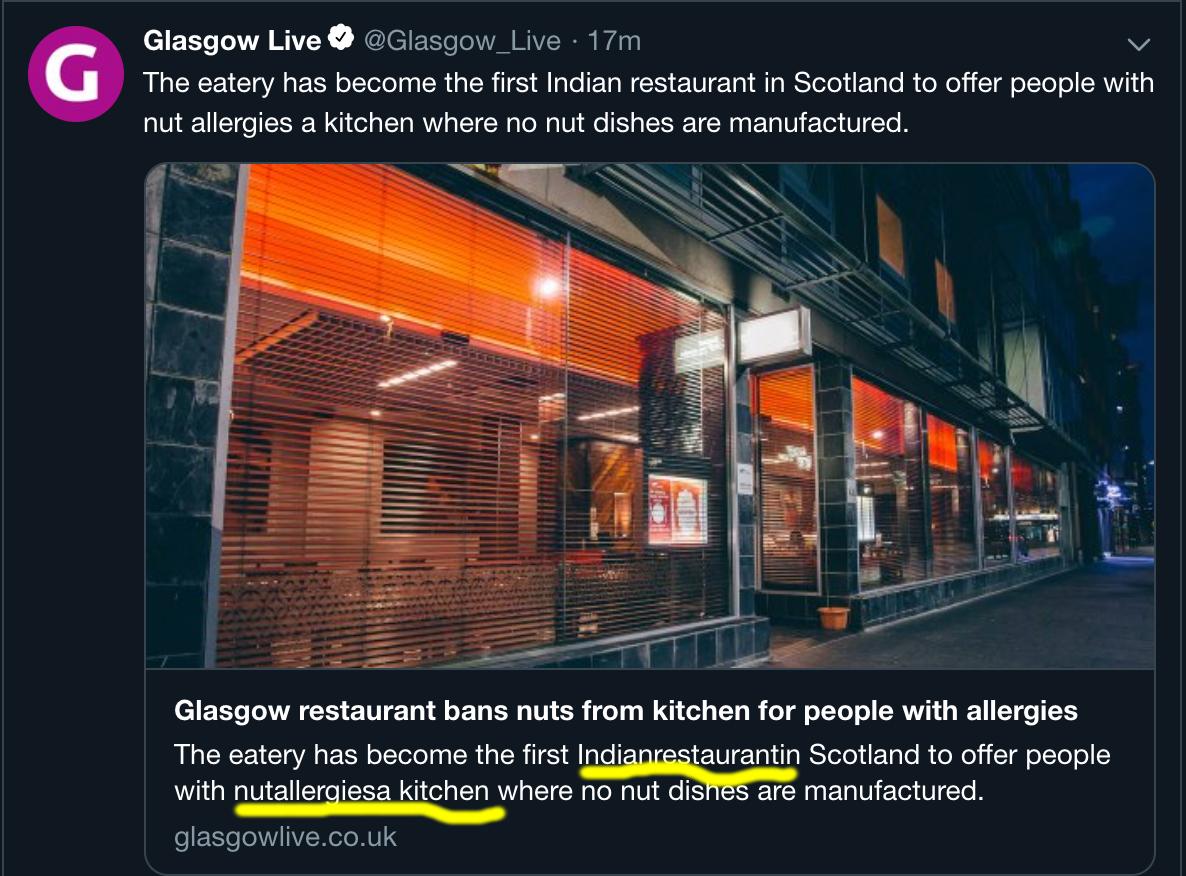 G
Glasgow Live @Glasgow_Live · 17m
The eatery has become the first Indian restaurant in Scotland to offer people with
nut allergies a kitchen where no nut dishes are manufactured.
Glasgow restaurant bans nuts from kitchen for people with allergies
The eatery has become the first Indianrestaurantin Scotland to offer people
with nutallergiesa kitchen where no nut dishes are manufactured.
glasgowlive.co.uk